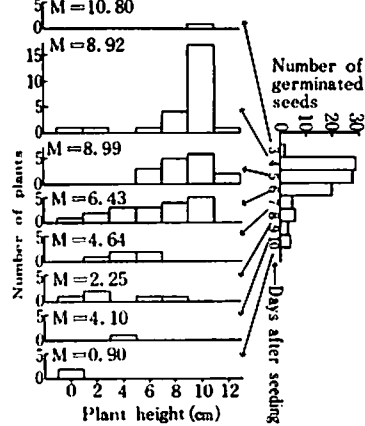 5
0
M=10.80
15
10
5
0
M=8.92
5
0
M=8.99
5
0
M=6.43
5
0
M=4.64
5
0
M=2.25
5
0
M=4.10
5
0
M=0.90
0 2 4 6 8 10 12
Plant height (cm)
Number of plants
Number of
germinated
seeds
0 10 20 30
3
4
5
6
7
8
9
10
Days after seeding